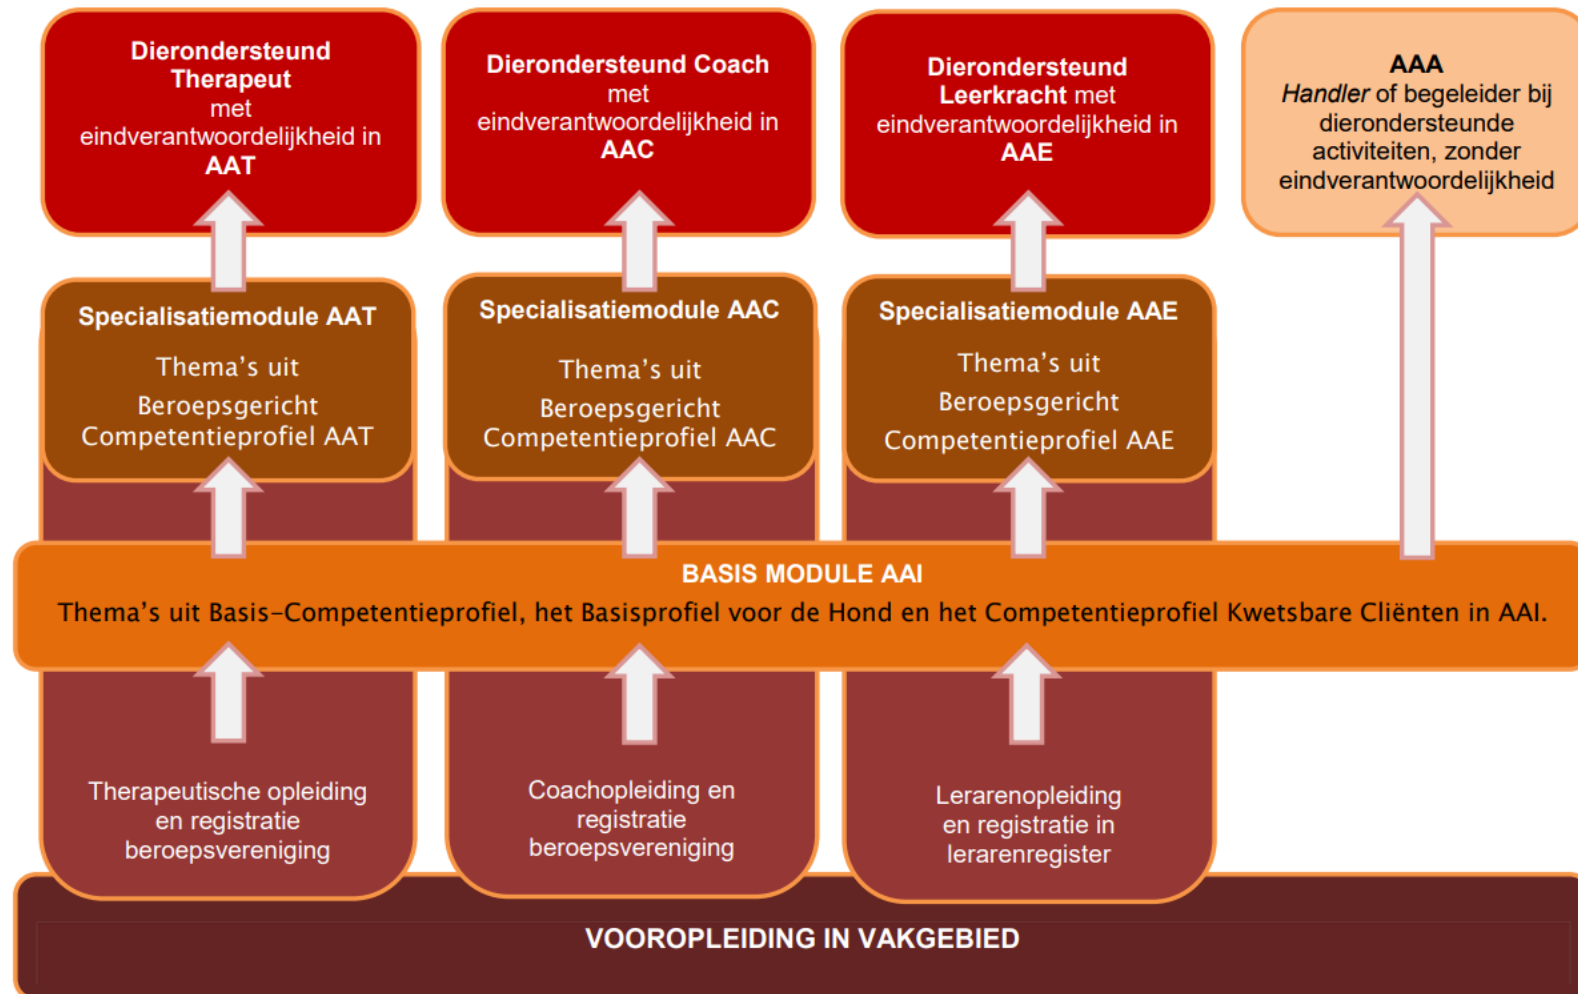 Dierondersteund
Therapeut
met
eindverantwoordelijkheid in
AAT
Dierondersteund Coach
met
eindverantwoordelijkheid in
AAC
Dierondersteund
Leerkracht met
eindverantwoordelijkheid in
AAE
AAA
Handler of begeleider bij
dierondersteunde
activiteiten, zonder
eindverantwoordelijkheid
Specialisatiemodule AAT
Thema's uit
Beroepsgericht
Competentieprofiel AAT
Specialisatiemodule AAC
Thema's uit
Beroepsgericht
Competentieprofiel AAC
Specialisatiemodule AAE
Thema's uit
Beroepsgericht
Competentieprofiel AAE
BASIS MODULE AAI
Thema's uit Basis-Competentieprofiel, het Basisprofiel voor de Hond en het Competentieprofiel Kwetsbare Cliënten in AAI.
Therapeutische opleiding
en registratie
beroepsvereniging
Coachopleiding en
registratie
beroepsvereniging
Lerarenopleiding
en registratie in
lerarenregister
VOOROPLEIDING IN VAKGEBIED